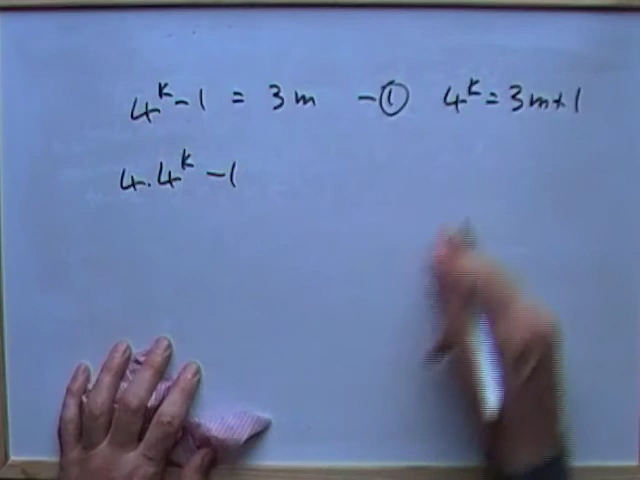 4^k - 1 = 3m - ① 4^k = 3m + 1
4 . 4^k - 1